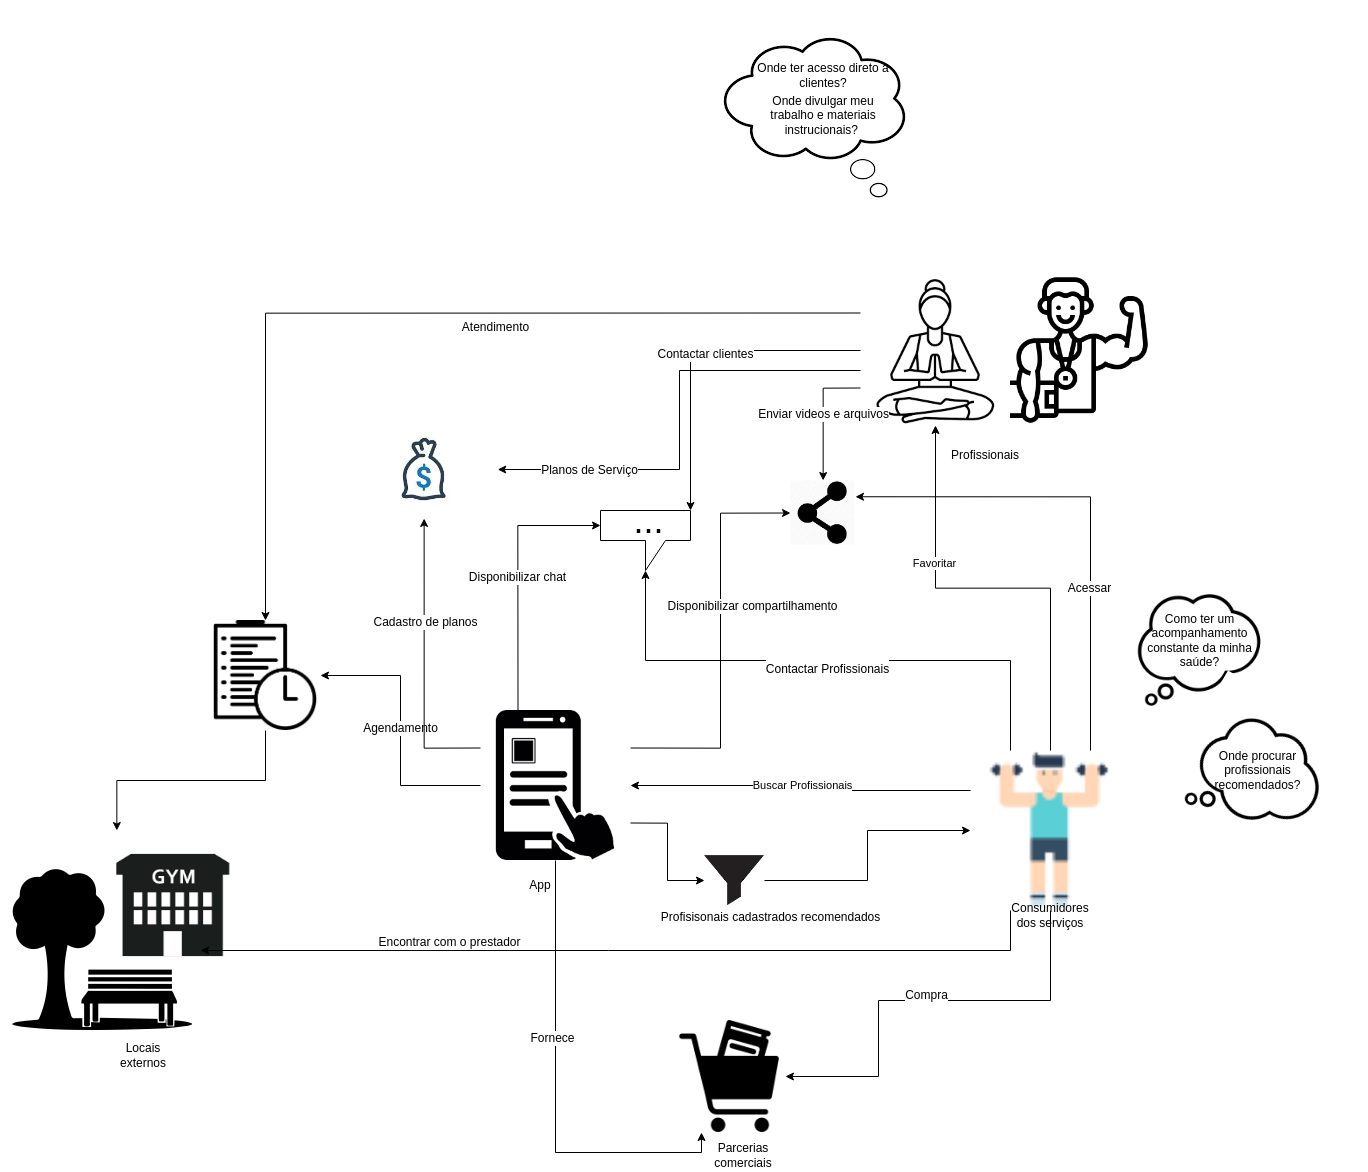 Onde ter acesso direto a
clientes?
Onde divulgar meu
trabalho e materiais
instrucionais?
Atendimento
Contactar clientes
Enviar videos e arquivos
Profissionais
Planos de Serviço
$
...
Disponibilizar chat
Favoritar
Acessar
Disponibilizar compartilhamento
Cadastro de planos
Como ter um
acompanhamento
constante da minha
saúde?
Contactar Profissionais
Agendamento
Onde procurar
profissionais
recomendados?
Buscar Profissionais
GYM
App
Profisisonais cadastrados recomendados
Consumidores
dos serviços
Encontrar com o prestador
Compra
Fornece
Locais
externos
Parcerias
comerciais